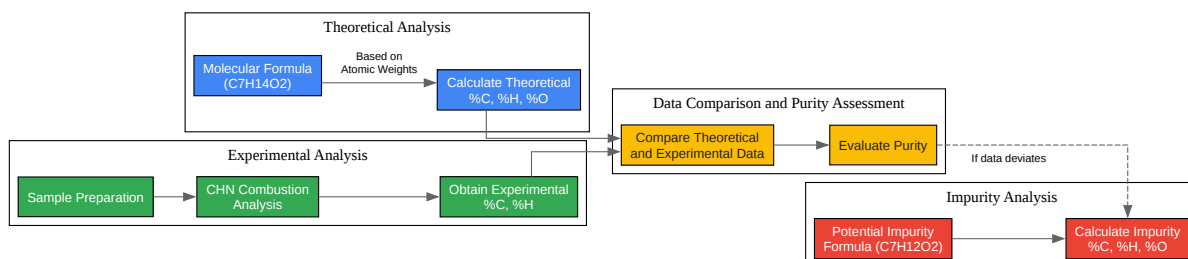 Theoretical Analysis
Molecular Formula
(C7H14O2)
Based on
Atomic Weights
Calculate Theoretical
%C, %H, %O
Experimental Analysis
Sample Preparation
CHN Combustion
Analysis
Obtain Experimental
%C, %H
Data Comparison and Purity Assessment
Compare Theoretical
and Experimental Data
Evaluate Purity
If data deviates
Impurity Analysis
Potential Impurity
Formula (C7H12O2)
Calculate Impurity
%C, %H, %O